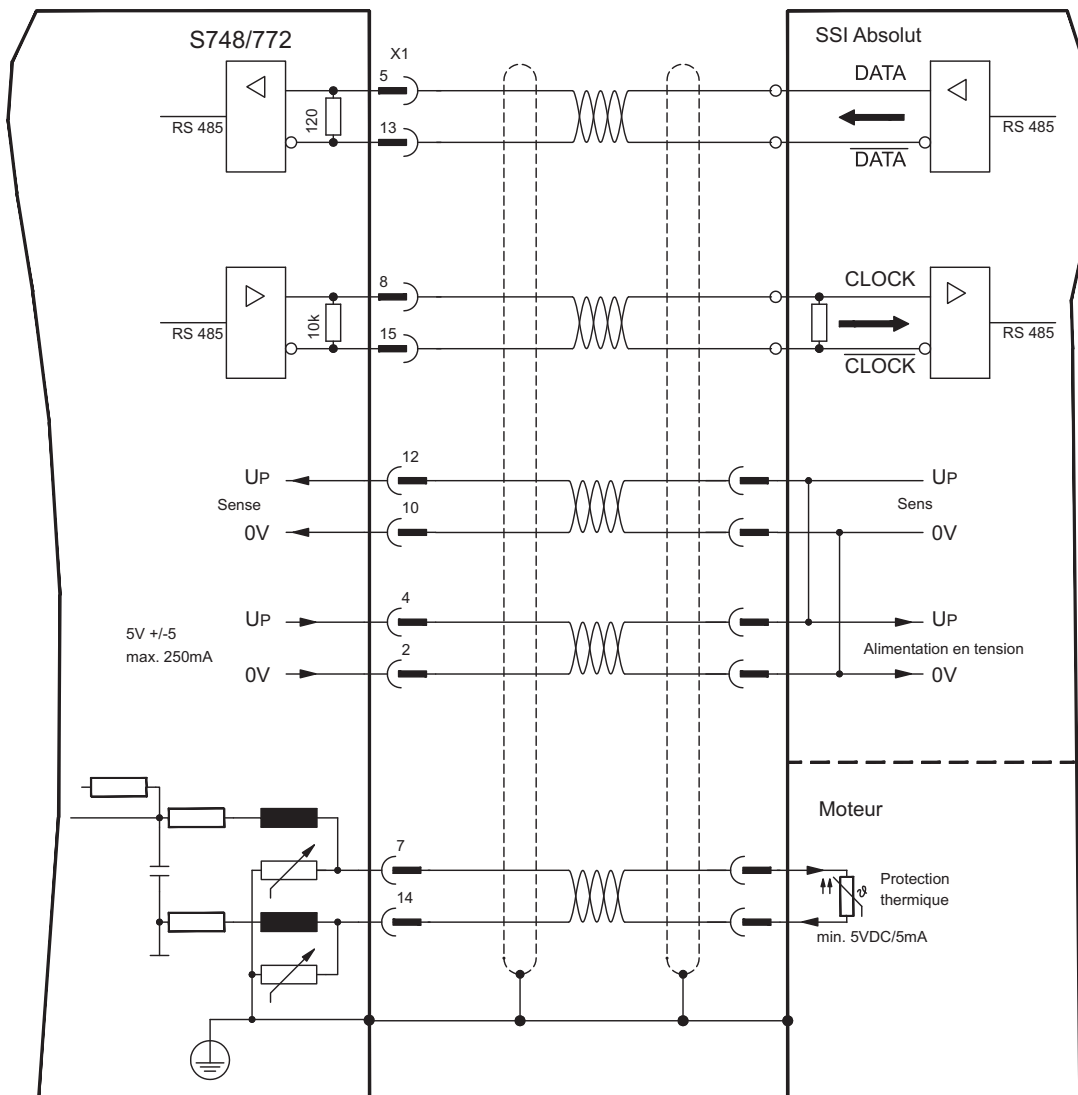 S748/772
SSI Absolut
X1
5
DATA
RS 485
120
13
RS 485
DATA
8
CLOCK
RS 485
10k
15
RS 485
CLOCK
12
UP
UP
Sense
Sens
10
0V
0V
4
UP
UP
5V +/-5
max. 250mA
Alimentation en tension
2
0V
0V
Moteur
7
Protection
thermique
ϑ
14
min. 5VDC/5mA